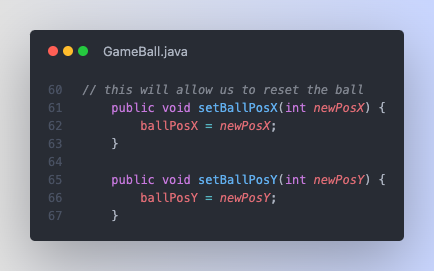 GameBall.java
60 // this will allow us to reset the ball
61 public void setBallPosX(int newPosX) {
62 ballPosX = newPosX;
63 }
64
65 public void setBallPosY(int newPosY) {
66 ballPosY = newPosY;
67 }